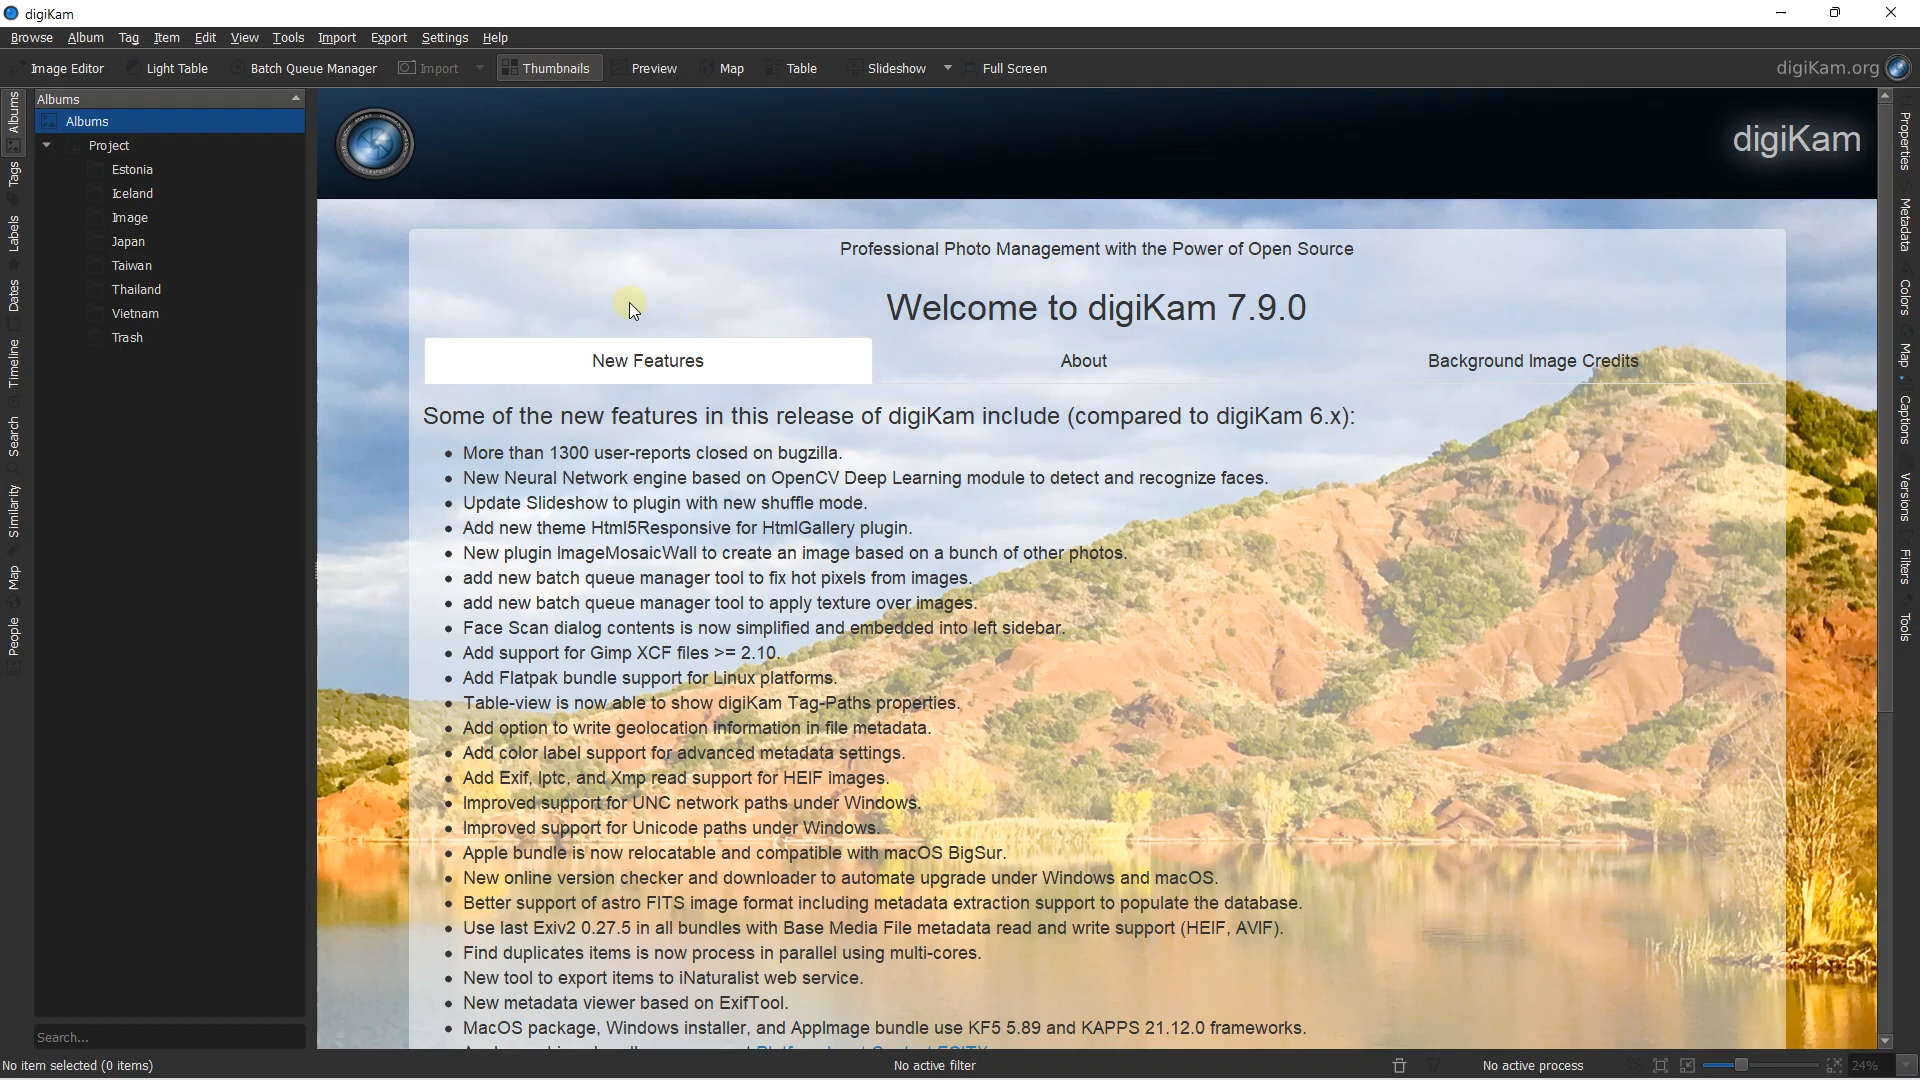 digiKam
Browse Album Tag Item Edit View Tools Import Export Settings Help
Image Editor Light Table Batch Queue Manager Import Thumbnails Preview Map Table Slideshow Full Screen digiKam.org
Albums
Tags
Labels
Dates
Timeline
Search
Similarity
Map
People
Albums
Albums
Project
Estonia
Iceland
Image
Japan
Taiwan
Thailand
Vietnam
Trash
Search...
digiKam
Professional Photo Management with the Power of Open Source
Welcome to digiKam 7.9.0
New Features About Background Image Credits
Some of the new features in this release of digiKam include (compared to digiKam 6.x):
• More than 1300 user-reports closed on bugzilla.
• New Neural Network engine based on OpenCV Deep Learning module to detect and recognize faces.
• Update Slideshow to plugin with new shuffle mode.
• Add new theme Html5Responsive for HtmlGallery plugin.
• New plugin ImageMosaicWall to create an image based on a bunch of other photos.
• add new batch queue manager tool to fix hot pixels from images.
• add new batch queue manager tool to apply texture over images.
• Face Scan dialog contents is now simplified and embedded into left sidebar.
• Add support for Gimp XCF files >= 2.10.
• Add Flatpak bundle support for Linux platforms.
• Table-view is now able to show digiKam Tag-Paths properties.
• Add option to write geolocation information in file metadata.
• Add color label support for advanced metadata settings.
• Add Exif, Iptc, and Xmp read support for HEIF images.
• Improved support for UNC network paths under Windows.
• Improved support for Unicode paths under Windows.
• Apple bundle is now relocatable and compatible with macOS BigSur.
• New online version checker and downloader to automate upgrade under Windows and macOS.
• Better support of astro FITS image format including metadata extraction support to populate the database.
• Use last Exiv2 0.27.5 in all bundles with Base Media File metadata read and write support (HEIF, AVIF).
• Find duplicates items is now process in parallel using multi-cores.
• New tool to export items to iNaturalist web service.
• New metadata viewer based on ExifTool.
• MacOS package, Windows installer, and AppImage bundle use KF5 5.89 and KAPPS 21.12.0 frameworks.
Properties
Metadata
Colors
Map
Captions
Versions
Filters
Tools
No item selected (0 items) No active filter No active process 24%